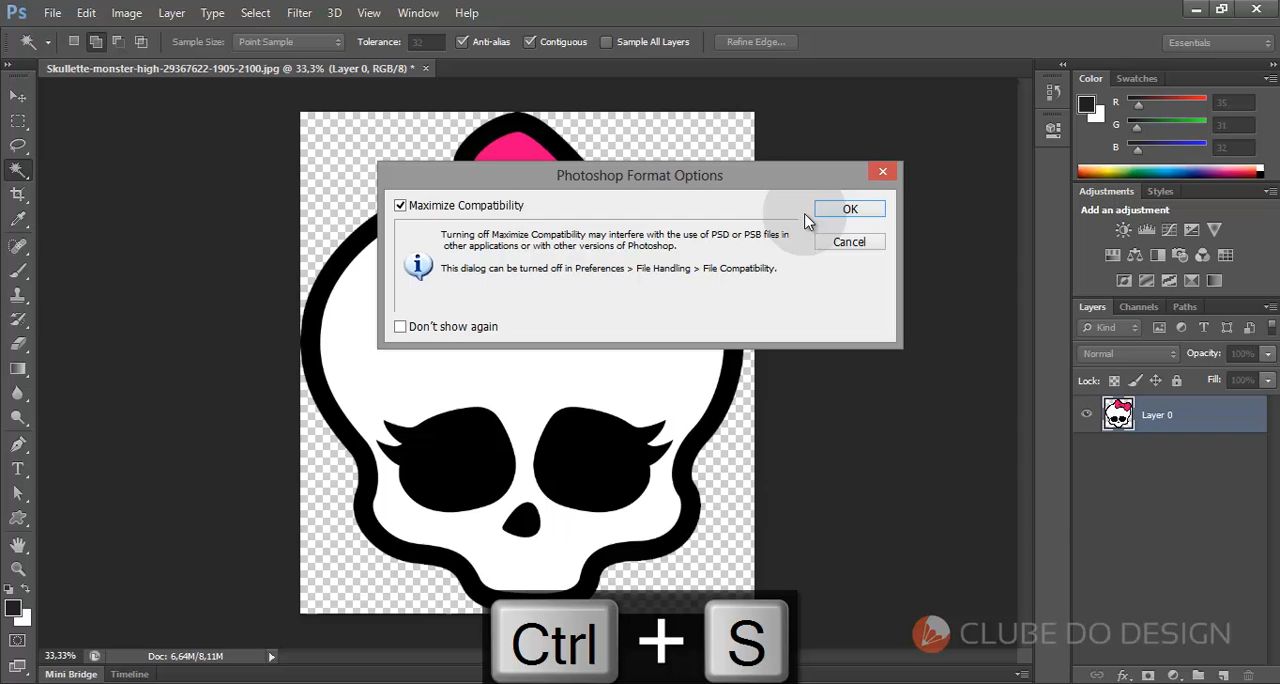 Ps File Edit Image Layer Type Select Filter 3D View Window Help
Sample Size: Point Sample Tolerance: 32 Anti-alias Contiguous Sample All Layers Refine Edge... Essentials
Skullette-monster-high-29367622-1905-2100.jpg @ 33,3% (Layer 0, RGB/8) *
Color Swatches
R 35
G 31
B 32
Photoshop Format Options
Maximize Compatibility
OK
Turning off Maximize Compatibility may interfere with the use of PSD or PSB files in
other applications or with other versions of Photoshop.
Cancel
This dialog can be turned off in Preferences > File Handling > File Compatibility.
Don't show again
Adjustments Styles
Add an adjustment
Layers Channels Paths
Kind
Normal Opacity: 100%
Lock: Fill: 100%
Layer 0
Ctrl + S
CLUBE DO DESIGN
33,33% Doc: 6,64M/8,11M
Mini Bridge Timeline